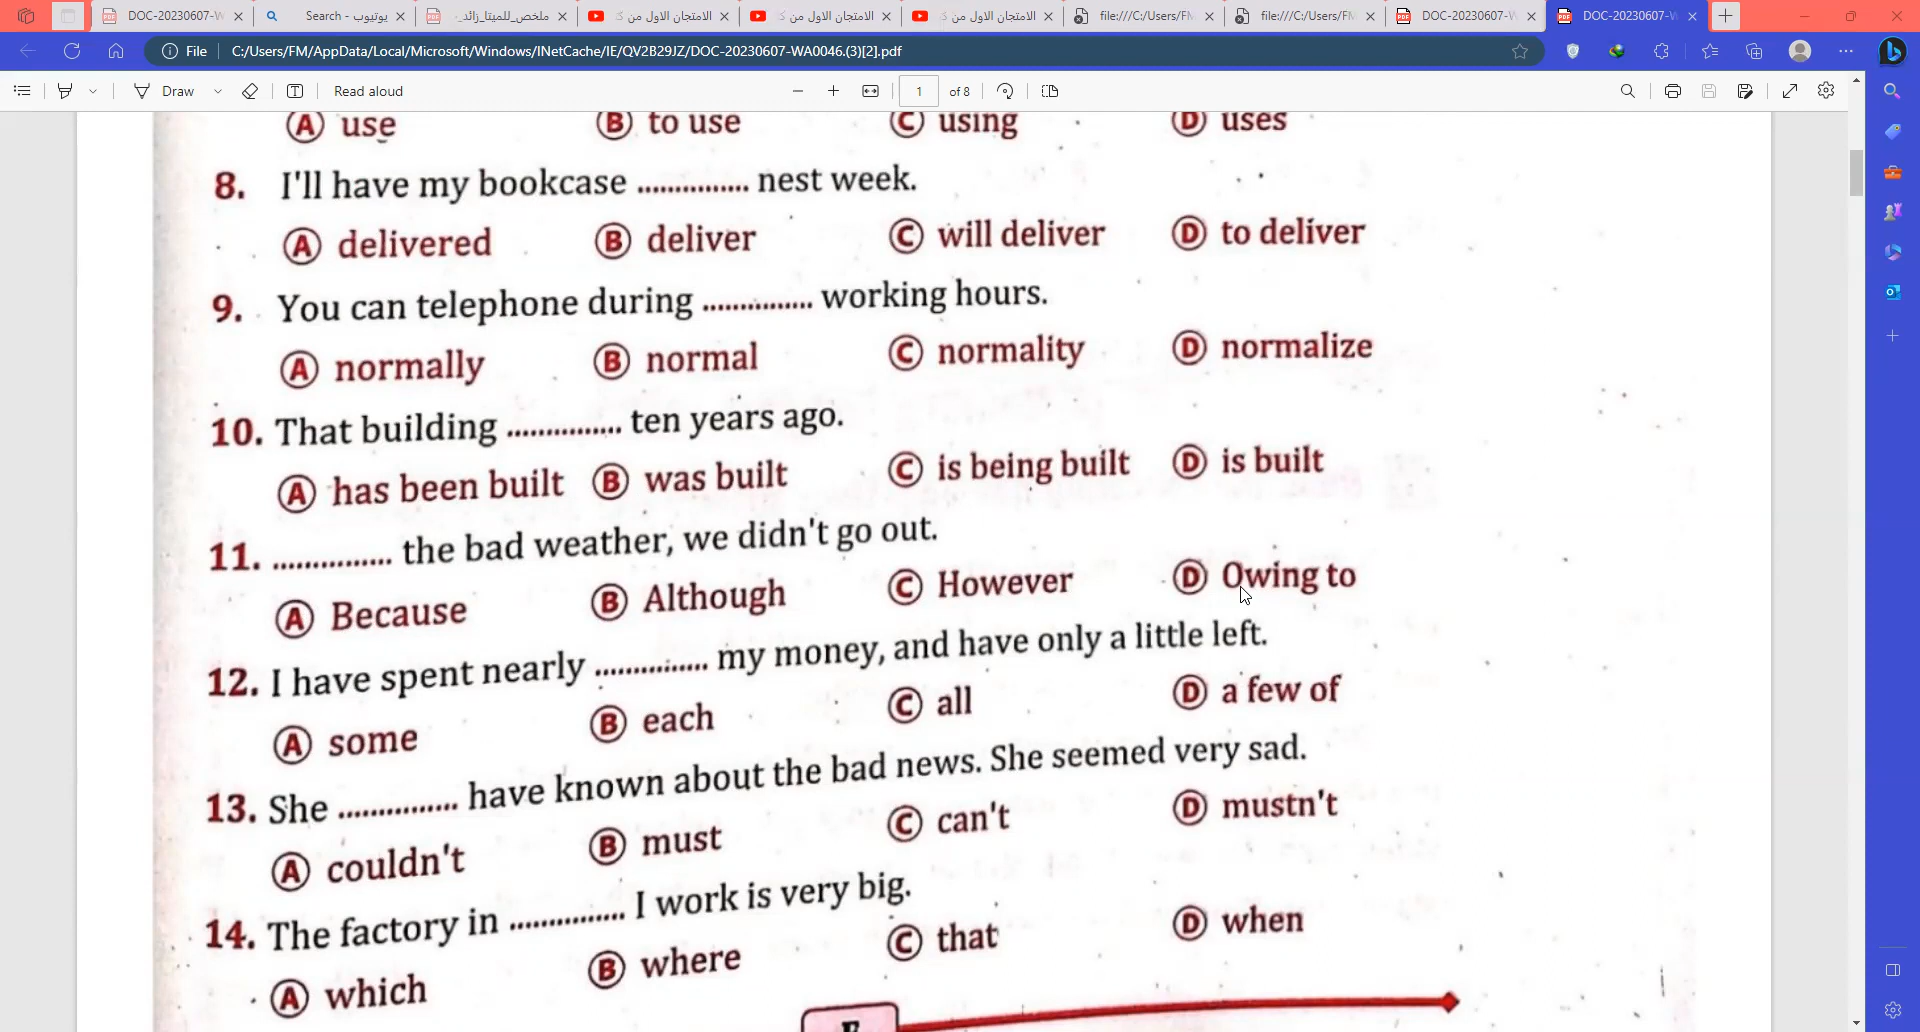 DOC-20230607-W
Search - يوتيوب
ملخص_للميتا_زائد_
الامتحان الاول من ك
الامتحان الاول من ك
الامتحان الاول من ك
file:///C:/Users/FM
file:///C:/Users/FM
DOC-20230607-W
DOC-20230607-W
File C:/Users/FM/AppData/Local/Microsoft/Windows/INetCache/IE/QV2B29JZ/DOC-20230607-WA0046.(3)[2].pdf
Draw T Read aloud 1 of 8
A use B to use C using D uses
8. I'll have my bookcase ............... nest week.
A delivered B deliver C will deliver D to deliver
9. You can telephone during ............... working hours.
A normally B normal C normality D normalize
10. That building ............... ten years ago.
A has been built B was built C is being built D is built
11. ............... the bad weather, we didn't go out.
A Because B Although C However D Owing to
12. I have spent nearly ............... my money, and have only a little left.
A some B each C all D a few of
13. She ............... have known about the bad news. She seemed very sad.
A couldn't B must C can't D mustn't
14. The factory in ............... I work is very big.
A which B where C that D when